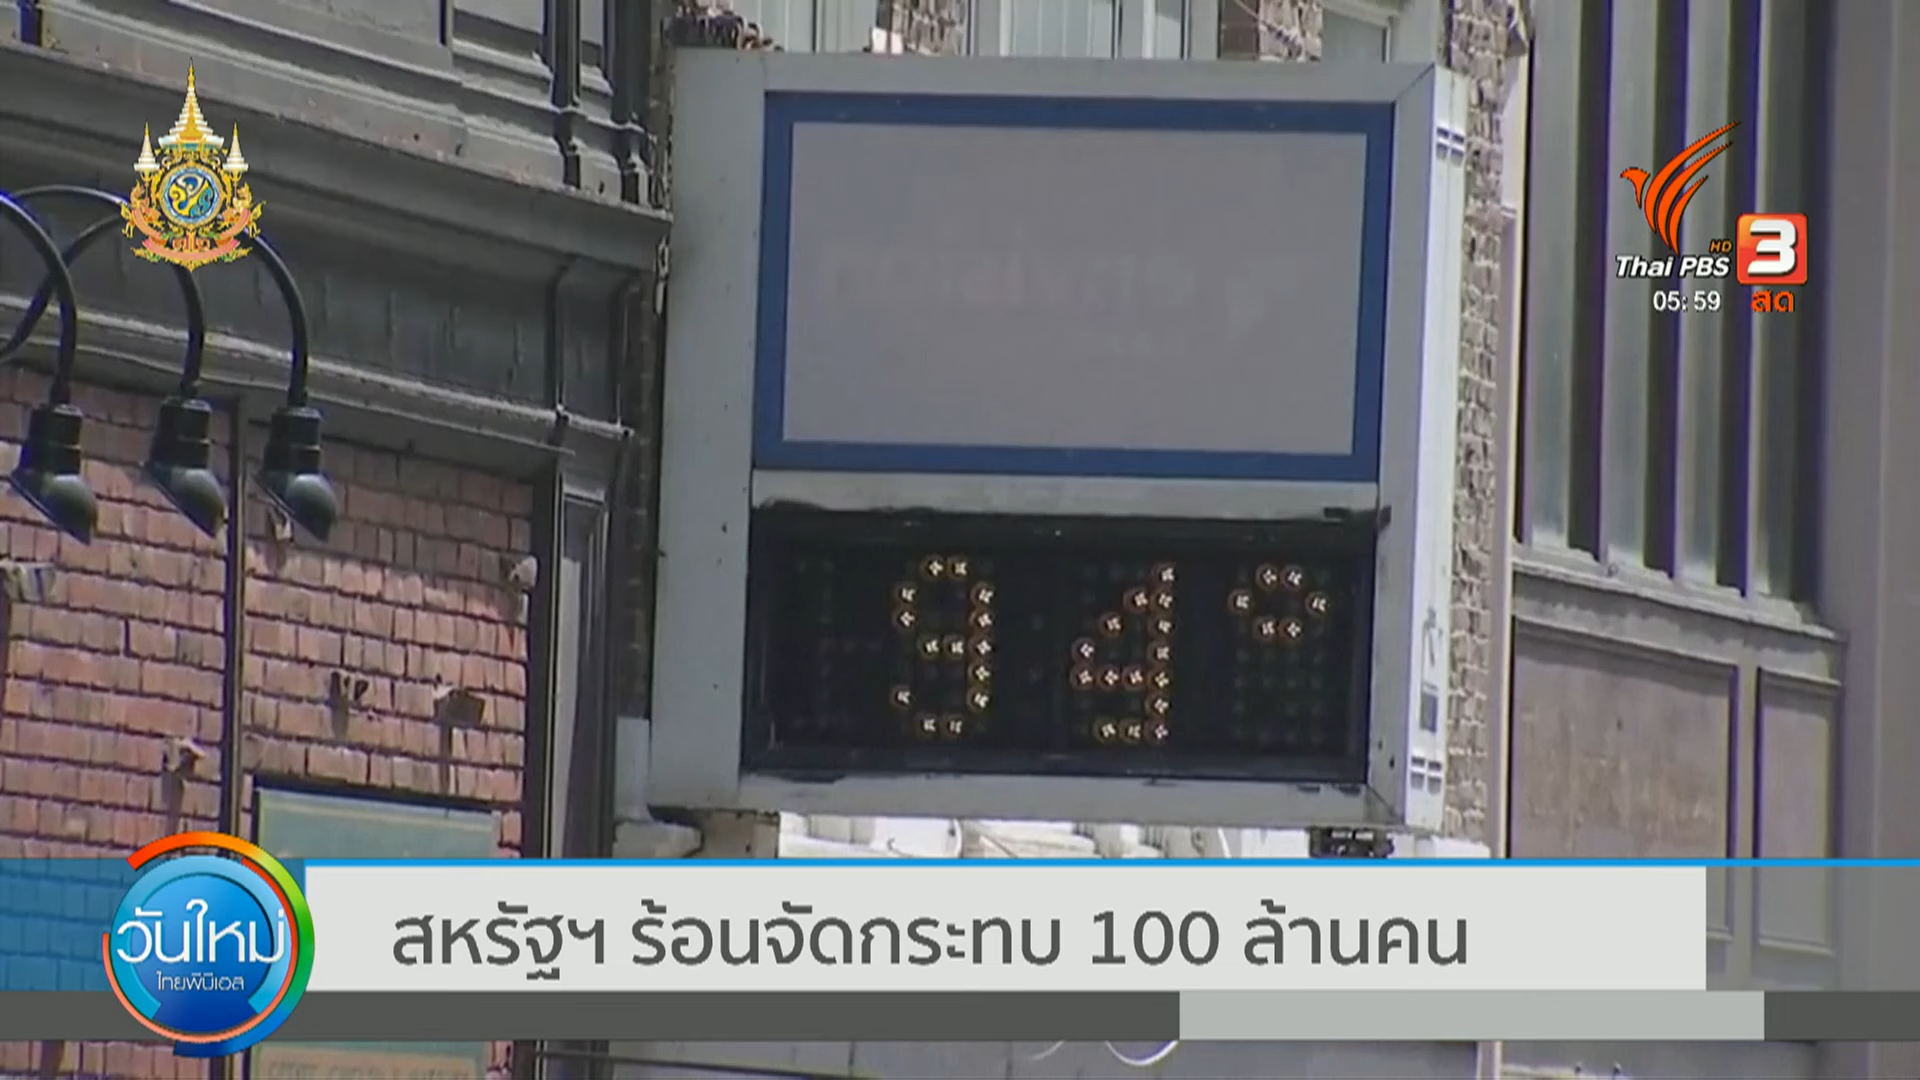 Thai PBS HD 3
05:59 สด
94°
สหรัฐฯ ร้อนจัดกระทบ 100 ล้านคน
วันใหม่
ไทยพีบีเอส